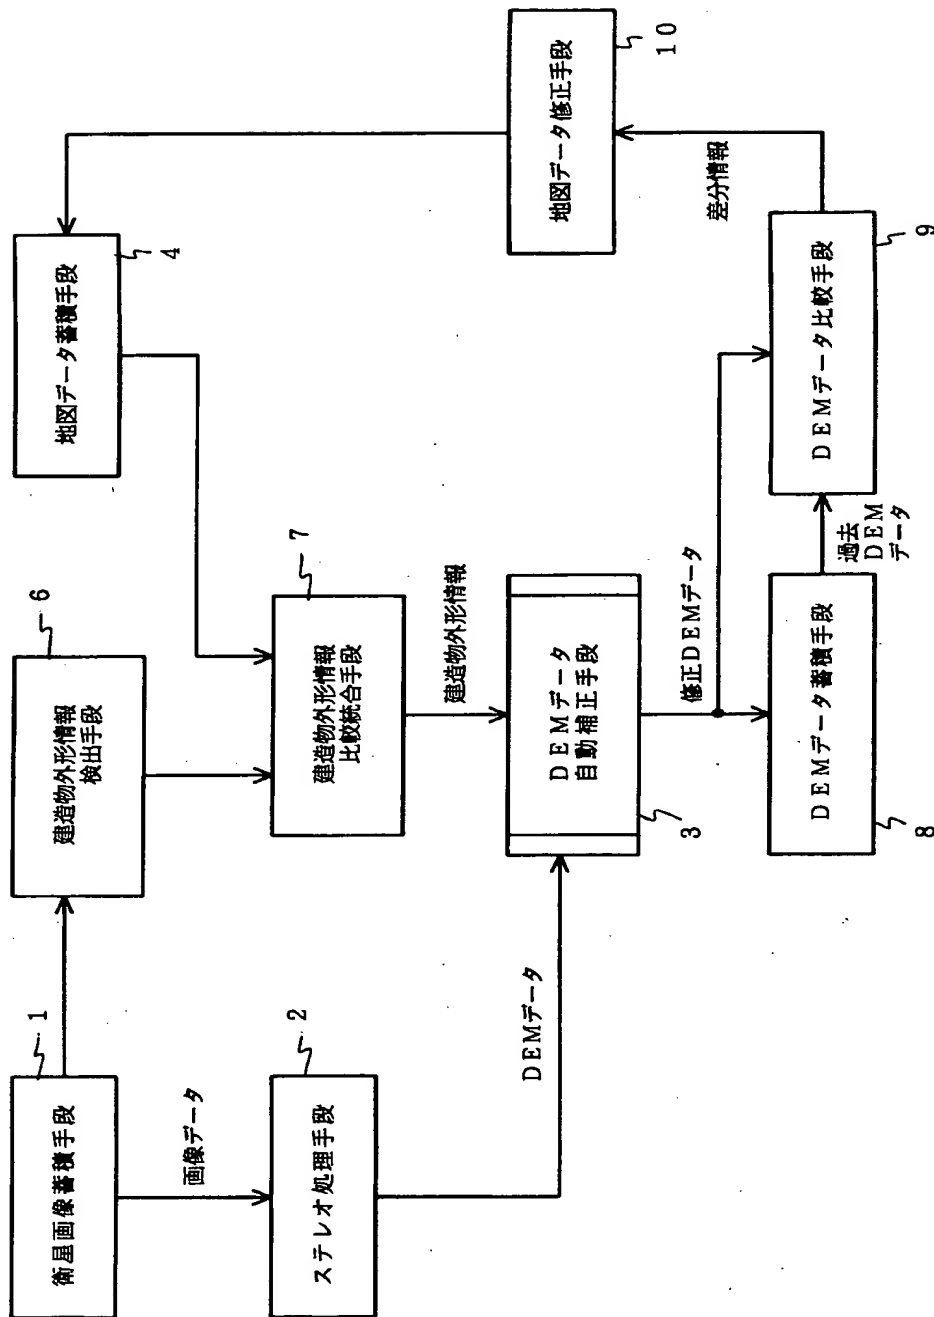 衛星画像蓄積手段
1
画像データ
ステレオ処理手段
2
DEMデータ
建造物外形情報
検出手段
6
建造物外形情報
比較統合手段
7
建造物外形情報
DEMデータ
自動補正手段
3
修正DEMデータ
DEMデータ蓄積手段
8
過去
DEM
データ
DEMデータ比較手段
9
差分情報
地図データ修正手段
10
地図データ蓄積手段
4